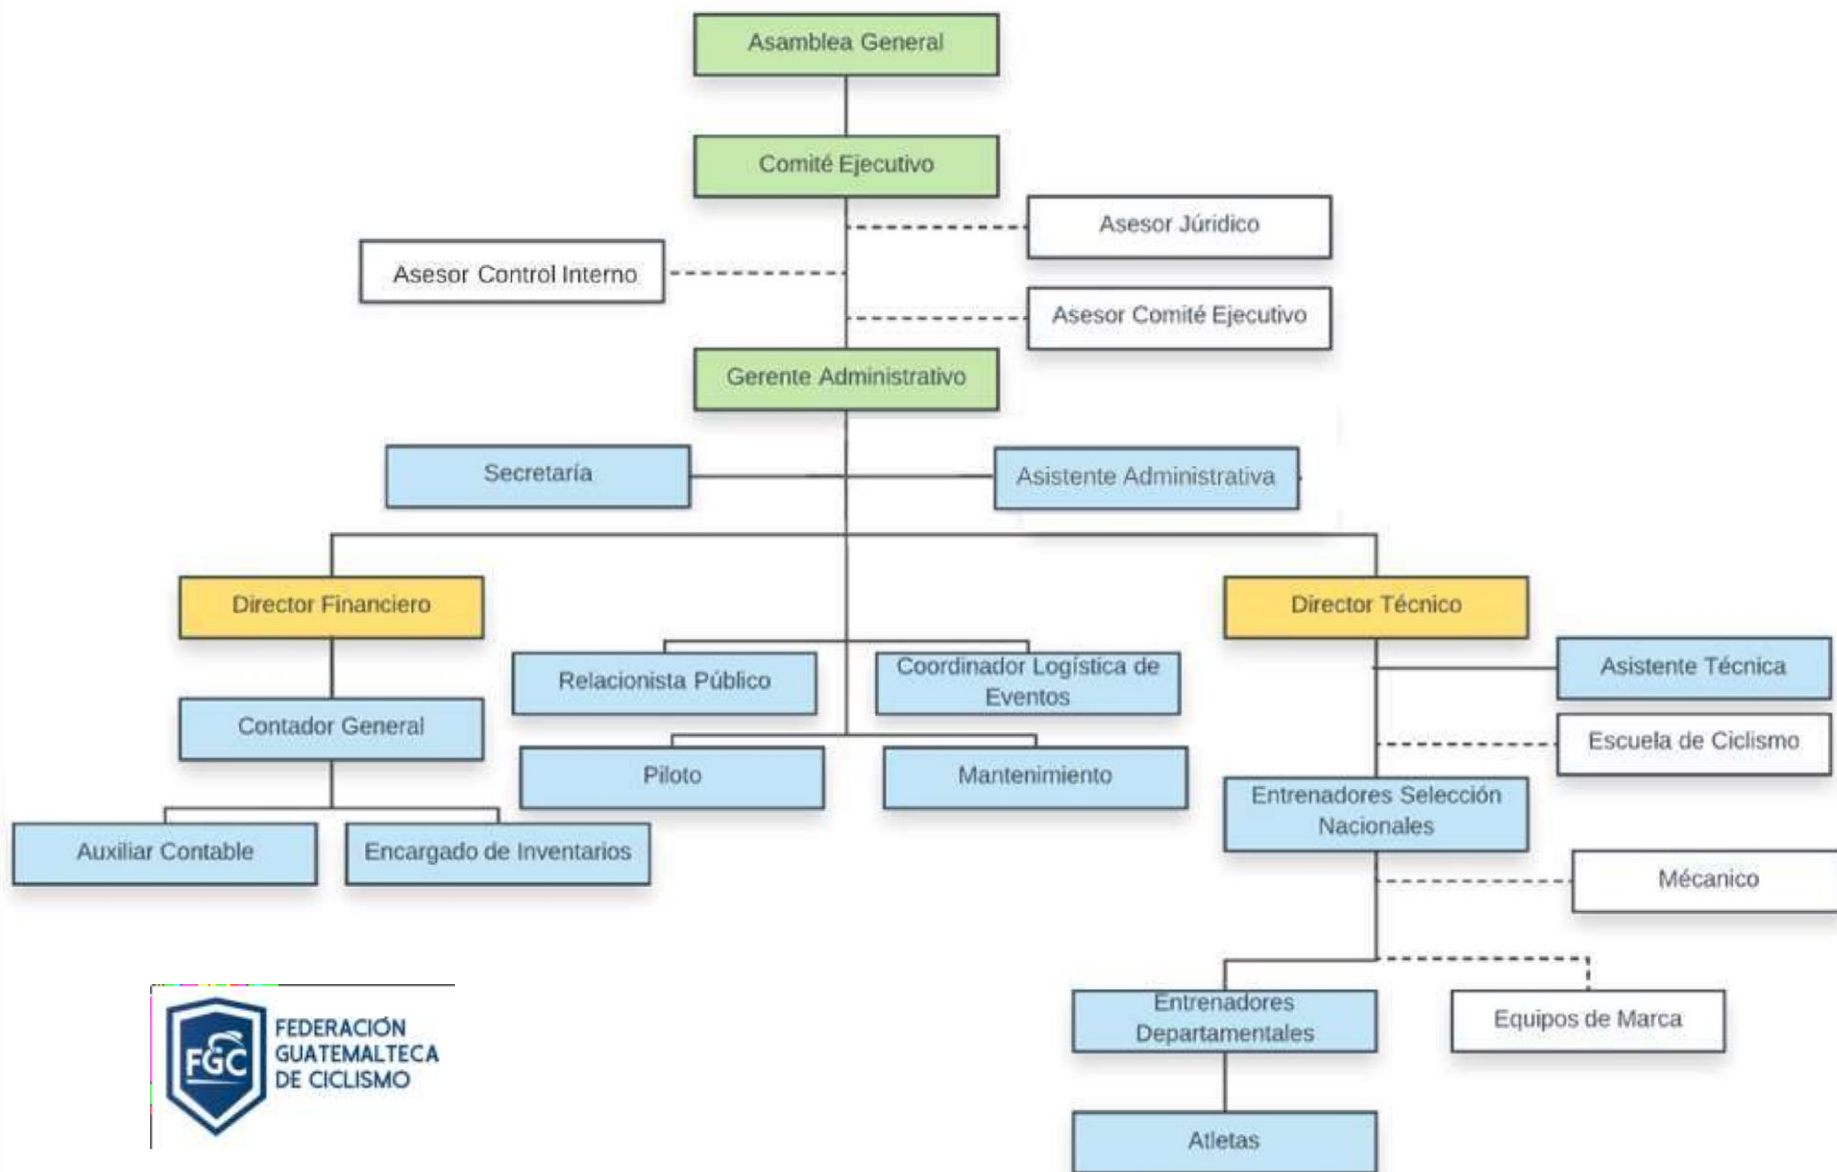 Asamblea General
Comité Ejecutivo
Asesor Júridico
Asesor Control Interno
Asesor Comité Ejecutivo
Gerente Administrativo
Secretaría
Asistente Administrativa
Director Financiero
Director Técnico
Relacionista Público
Coordinador Logística de
Eventos
Asistente Técnica
Contador General
Escuela de Ciclismo
Piloto
Mantenimiento
Entrenadores Selección
Nacionales
Auxiliar Contable
Encargado de Inventarios
Mécanico
Entrenadores
Departamentales
Equipos de Marca
FGC
FEDERACIÓN
GUATEMALTECA
DE CICLISMO
Atletas